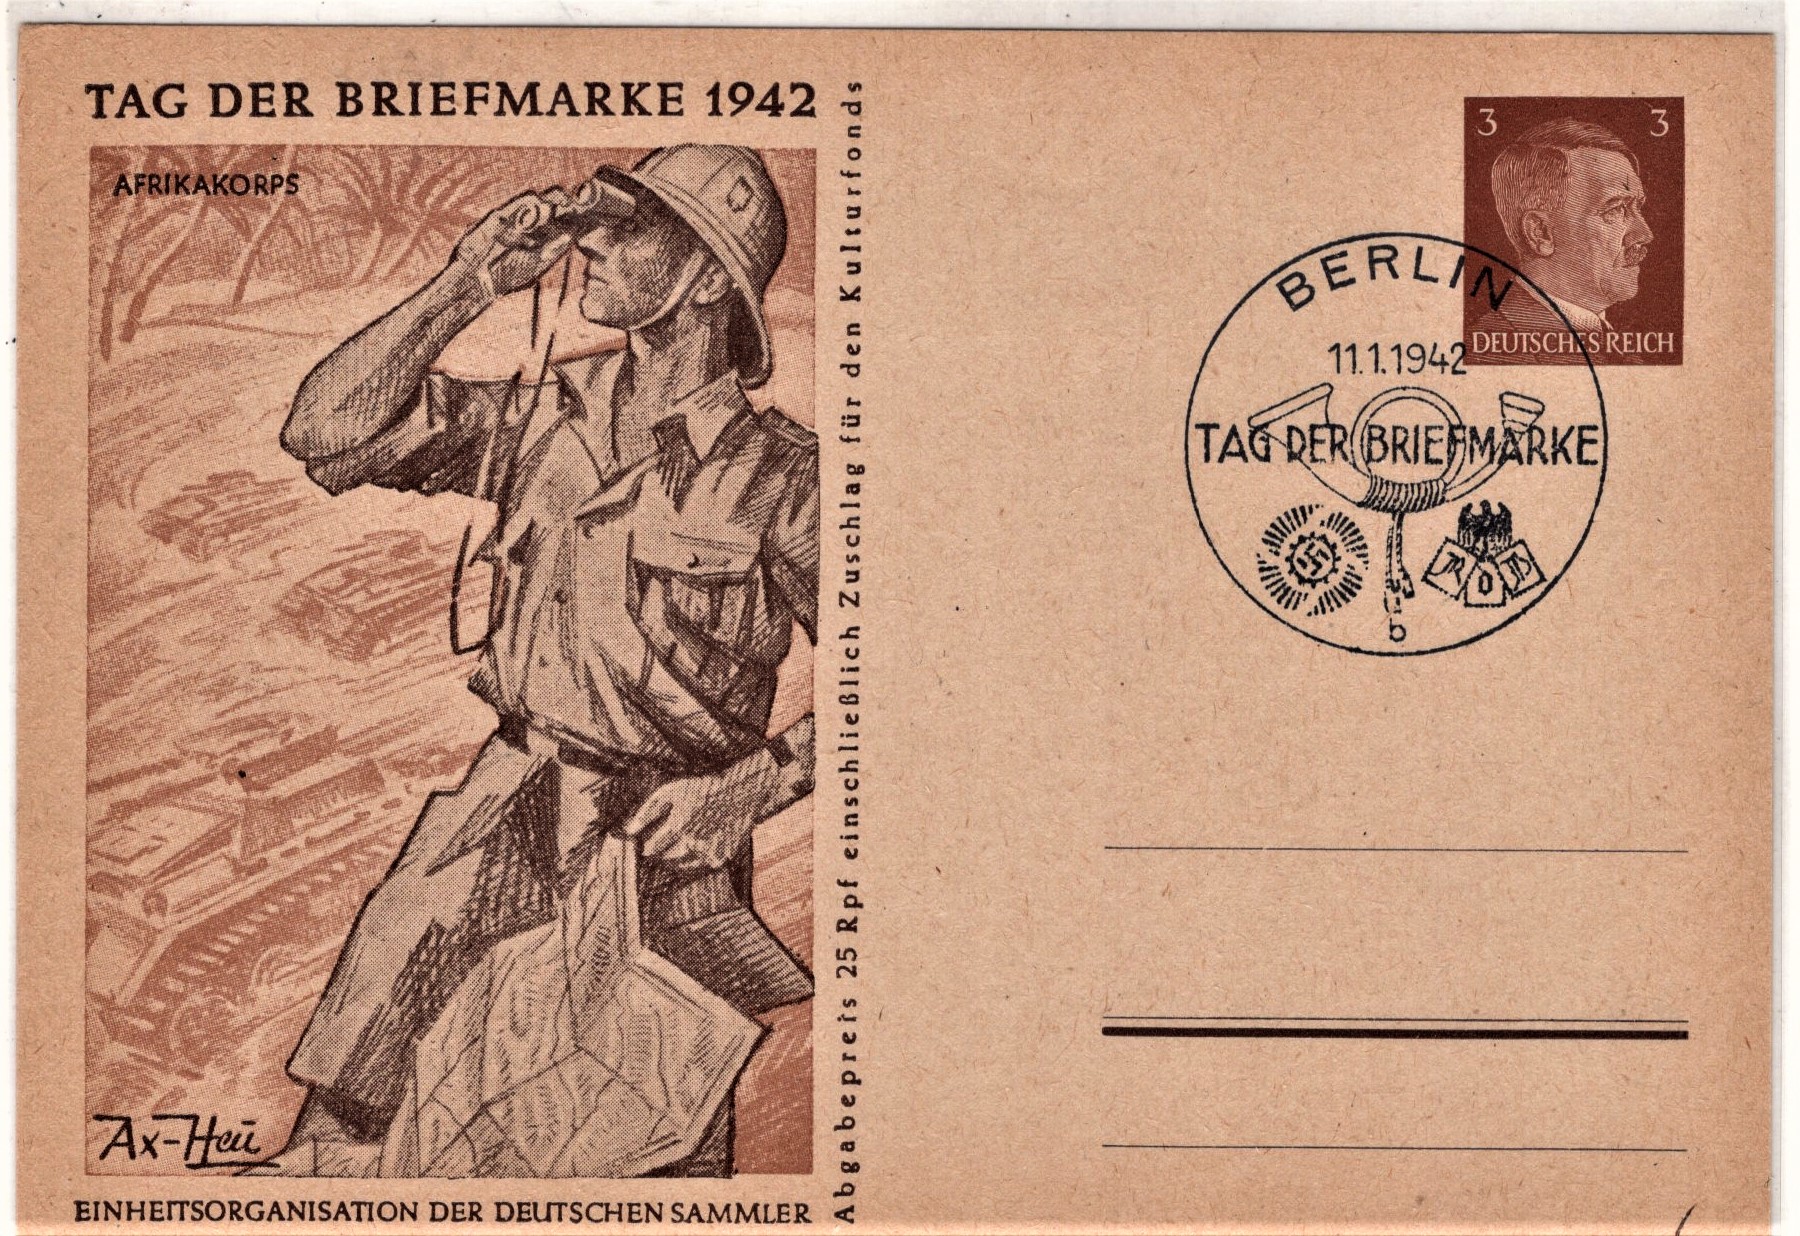 TAG DER BRIEFMARKE 1942
AFRIKAKORPS
Ax-Heu
EINHEITSORGANISATION DER DEUTSCHEN SAMMLER
Abgabepreis 25 Rpf einschließlich Zuschlag für den Kulturfonds
3 3
DEUTSCHES REICH
BERLIN
11.1.1942
TAG DER BRIEFMARKE
K d F
b